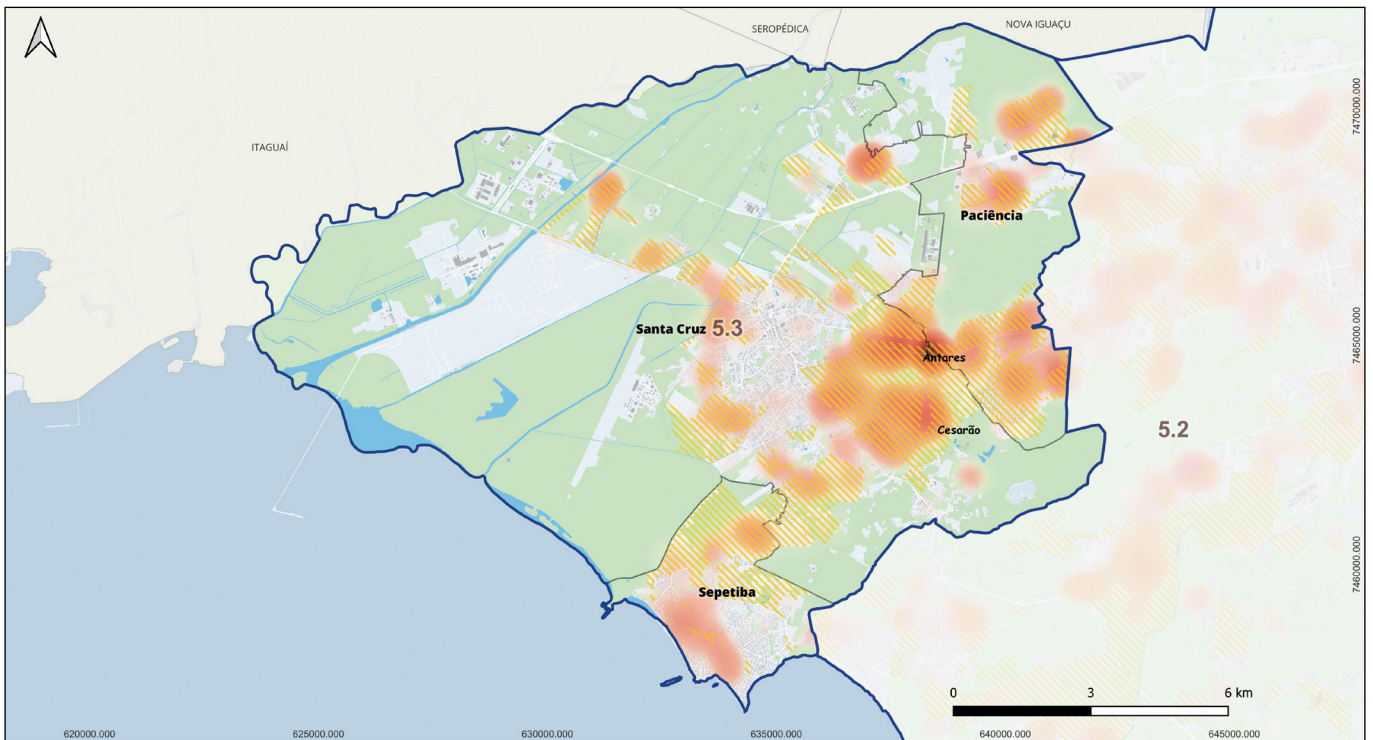 NOVA IGUAÇU
SEROPÉDICA
7470000.000
ITAGUAÍ
Paciência
Santa Cruz 5.3
7465000.000
Antares
Cesarão
5.2
7460000.000
Sepetiba
0 3 6 km
620000.000 625000.000 630000.000 635000.000 640000.000 645000.000